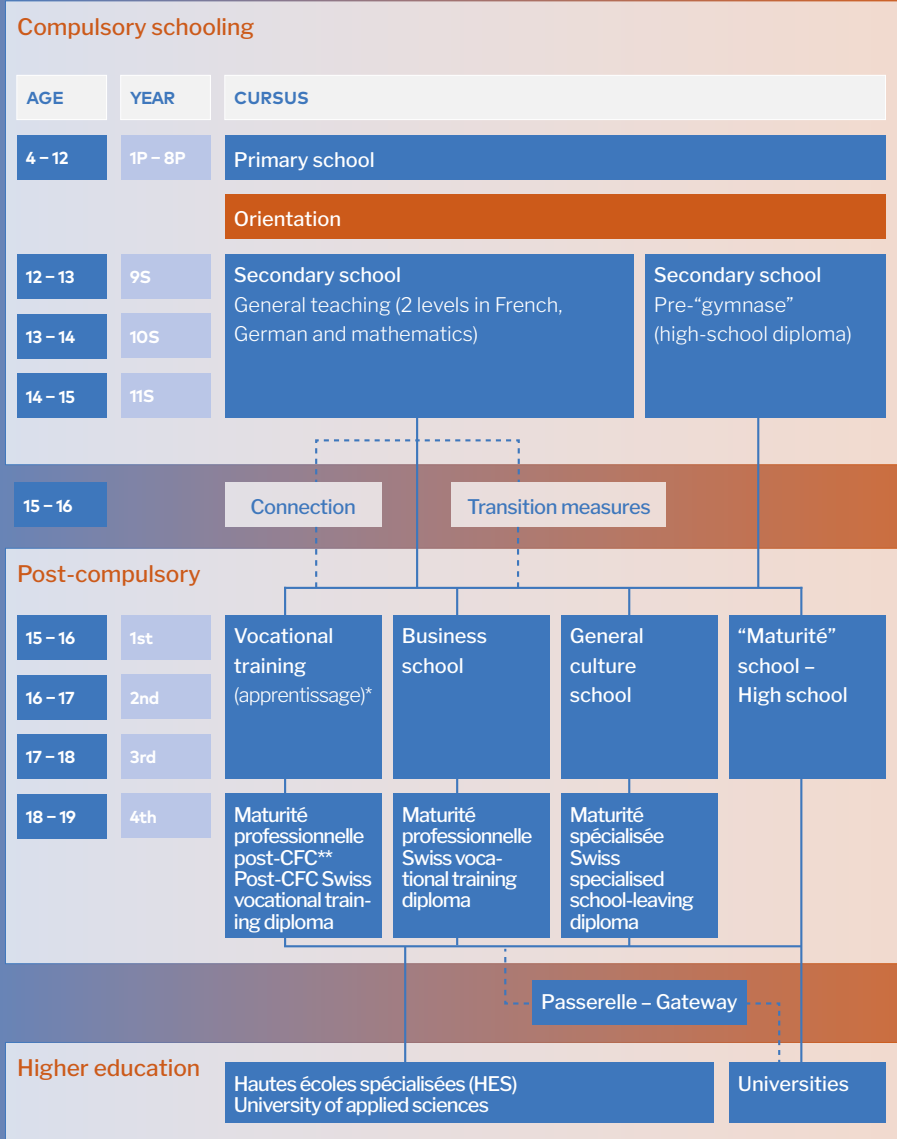 Compulsory schooling
AGE
YEAR
CURSUS
4 – 12
1P – 8P
Primary school
Orientation
12 – 13
9S
13 – 14
10S
14 – 15
11S
Secondary school
General teaching (2 levels in French,
German and mathematics)
Secondary school
Pre-“gymnase”
(high-school diploma)
15 – 16
Connection
Transition measures
Post-compulsory
15 – 16
1st
16 – 17
2nd
17 – 18
3rd
18 – 19
4th
Vocational
training
(apprentissage)*
Business
school
General
culture
school
“Maturité”
school –
High school
Maturité
professionnelle
post-CFC**
Post-CFC Swiss
vocational train-
ing diploma
Maturité
professionnelle
Swiss voca-
tional training
diploma
Maturité
spécialisée
Swiss
specialised
school-leaving
diploma
Passerelle – Gateway
Higher education
Hautes écoles spécialisées (HES)
University of applied sciences
Universities